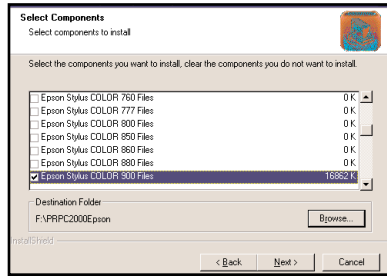 Select Components
Select components to install
Select the components you want to install, clear the components you do not want to install.
Epson Stylus COLOR 760 Files 0 K
Epson Stylus COLOR 777 Files 0 K
Epson Stylus COLOR 800 Files 0 K
Epson Stylus COLOR 850 Files 0 K
Epson Stylus COLOR 860 Files 0 K
Epson Stylus COLOR 880 Files 0 K
Epson Stylus COLOR 900 Files 16862 K
Destination Folder
F:\PRPC2000Epson
Browse...
InstallShield
< Back Next > Cancel